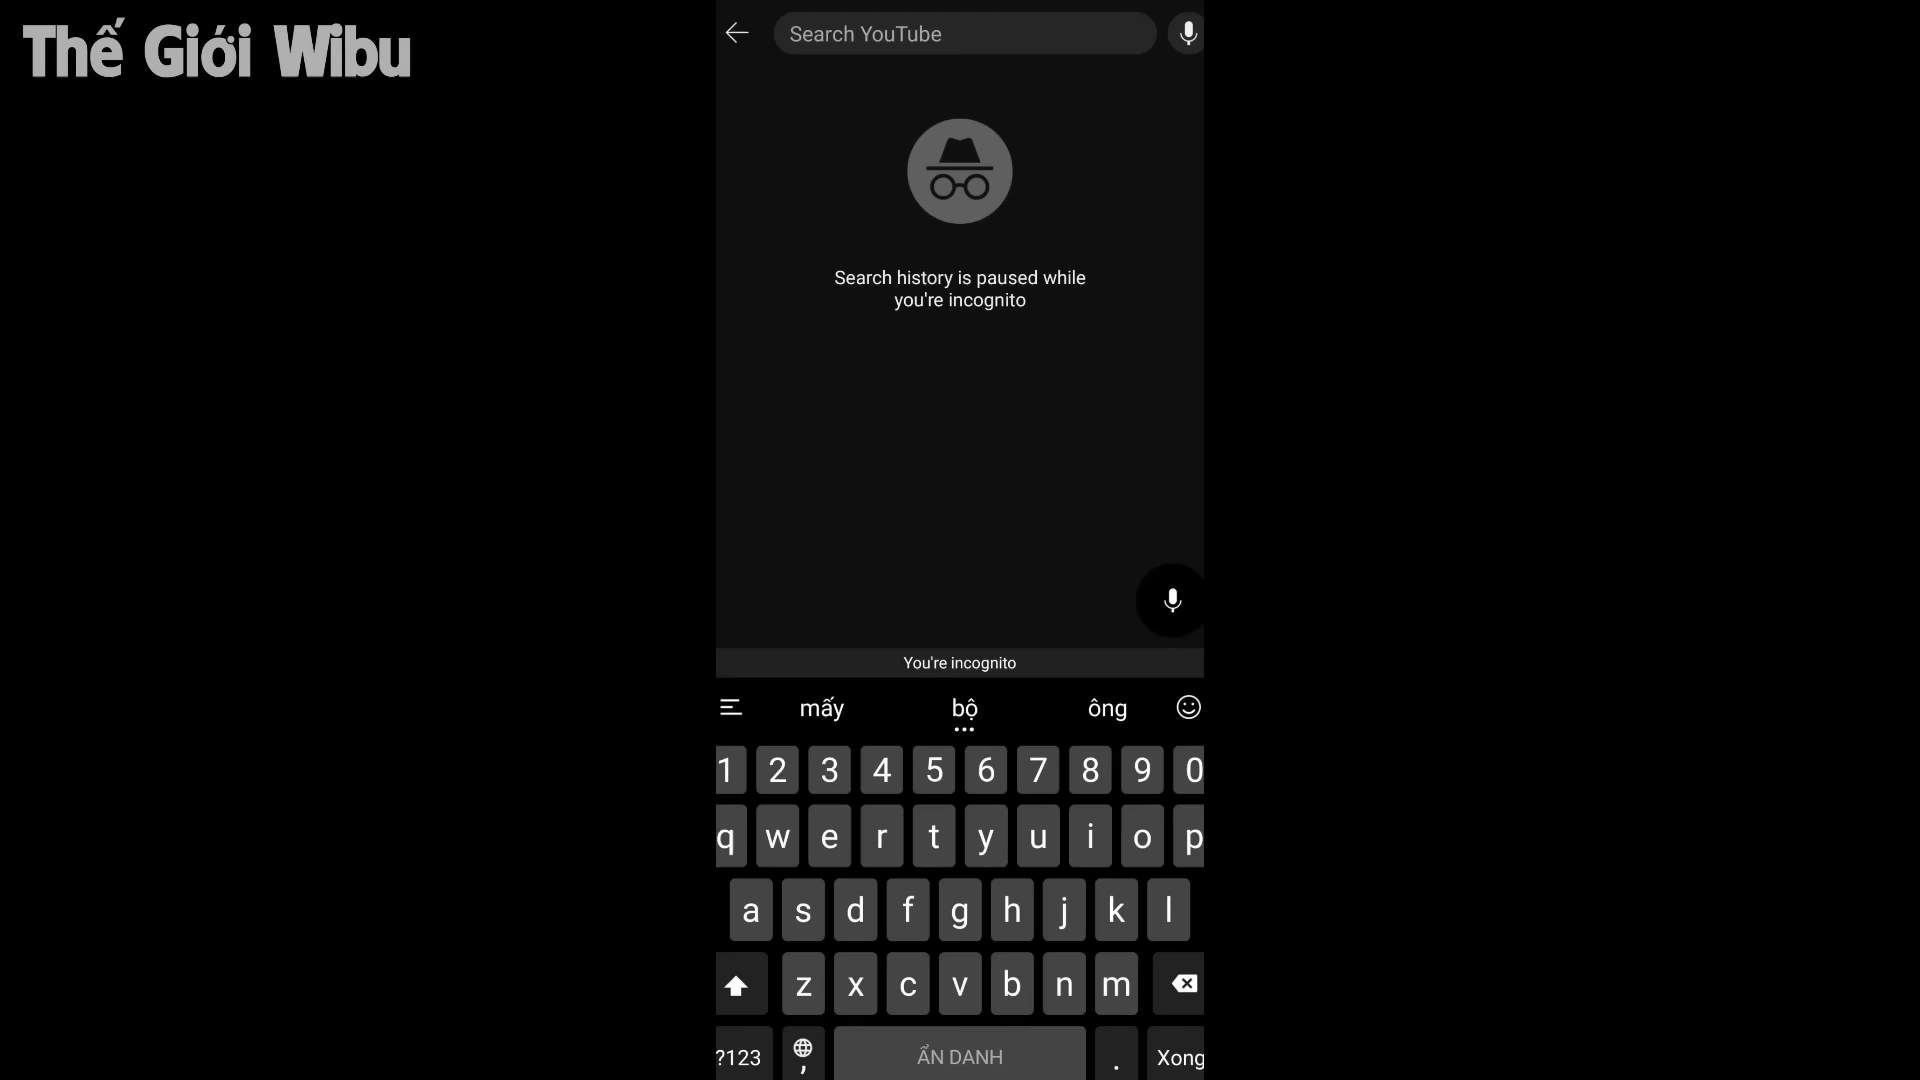 Thế Giới Wibu
Search YouTube
Search history is paused while
you're incognito
You're incognito
mấy bộ ông
1 2 3 4 5 6 7 8 9 0
q w e r t y u i o p
a s d f g h j k l
z x c v b n m
?123 , ẨN DANH . Xong